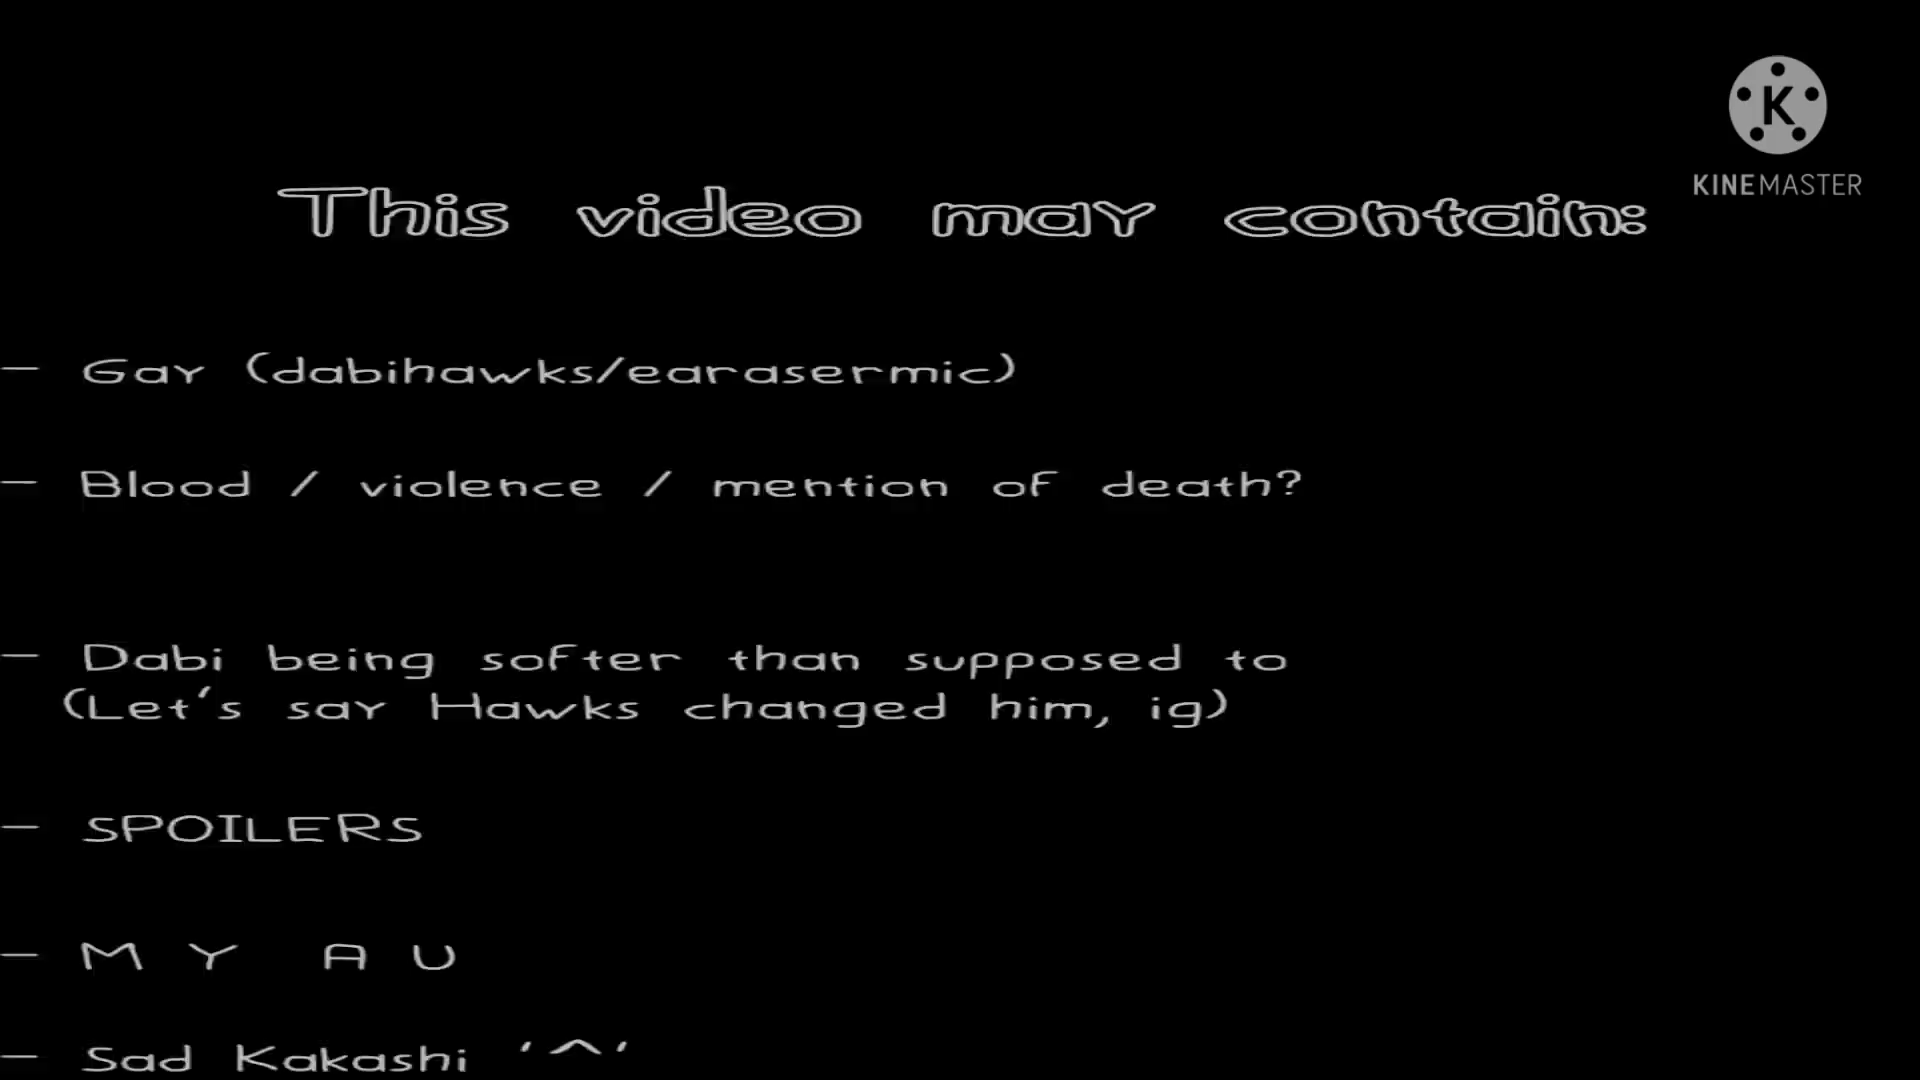 K
KINEMASTER
This video may contain:
- Gay (dabihawks/earasermic)
- Blood / violence / mention of death?
- Dabi being softer than supposed to
(Let's say Hawks changed him, ig)
- SPOILERS
- M Y A U
- Sad Kakashi '^'